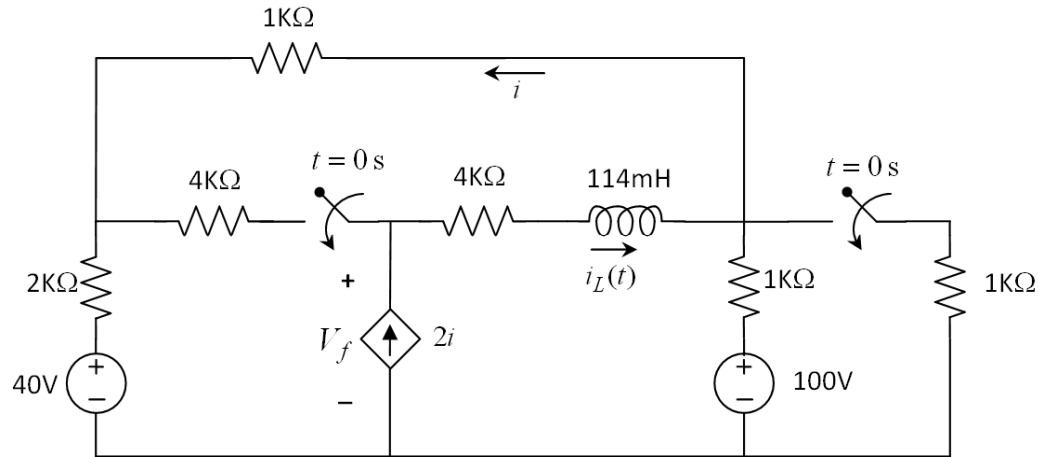 1KΩ
i
t = 0 s
t = 0 s
4KΩ
4KΩ
114mH
2KΩ
+
i_L(t)
1KΩ
1KΩ
V_f
2i
40V
+
−
−
+
−
100V